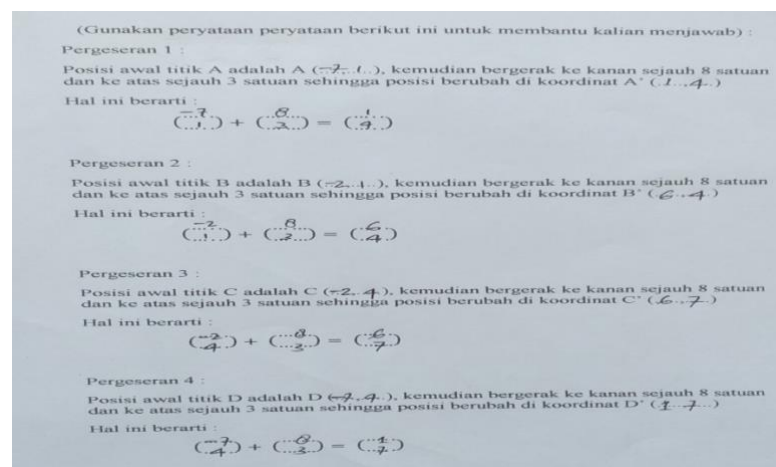 (Gunakan peryataan peryataan berikut ini untuk membantu kalian menjawab) :
Pergeseran 1 :
Posisi awal titik A adalah A (-7, 1), kemudian bergerak ke kanan sejauh 8 satuan
dan ke atas sejauh 3 satuan sehingga posisi berubah di koordinat A' (1, 4)
Hal ini berarti :
(-7 1) + (8 3) = (1 4)
Pergeseran 2 :
Posisi awal titik B adalah B (-2, 1), kemudian bergerak ke kanan sejauh 8 satuan
dan ke atas sejauh 3 satuan sehingga posisi berubah di koordinat B' (6, 4)
Hal ini berarti :
(-2 1) + (8 3) = (6 4)
Pergeseran 3 :
Posisi awal titik C adalah C (-2, 4), kemudian bergerak ke kanan sejauh 8 satuan
dan ke atas sejauh 3 satuan sehingga posisi berubah di koordinat C' (6, 7)
Hal ini berarti :
(-2 4) + (8 3) = (6 7)
Pergeseran 4 :
Posisi awal titik D adalah D (-7, 4), kemudian bergerak ke kanan sejauh 8 satuan
dan ke atas sejauh 3 satuan sehingga posisi berubah di koordinat D' (1, 7)
Hal ini berarti :
(-7 4) + (8 3) = (1 7)